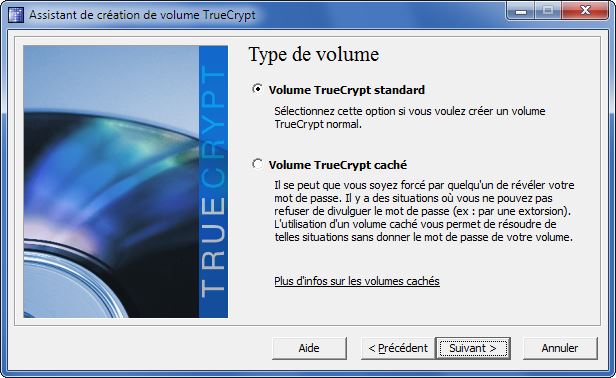 Assistant de création de volume TrueCrypt
TRUECRYPT
Type de volume
Volume TrueCrypt standard
Sélectionnez cette option si vous voulez créer un volume
TrueCrypt normal.
Volume TrueCrypt caché
Il se peut que vous soyez forcé par quelqu'un de révéler votre
mot de passe. Il y a des situations où vous ne pouvez pas
refuser de divulguer le mot de passe (ex : par une extorsion).
L'utilisation d'un volume caché vous permet de résoudre de
telles situations sans donner le mot de passe de votre volume.
Plus d'infos sur les volumes cachés
Aide
< Précédent
Suivant >
Annuler